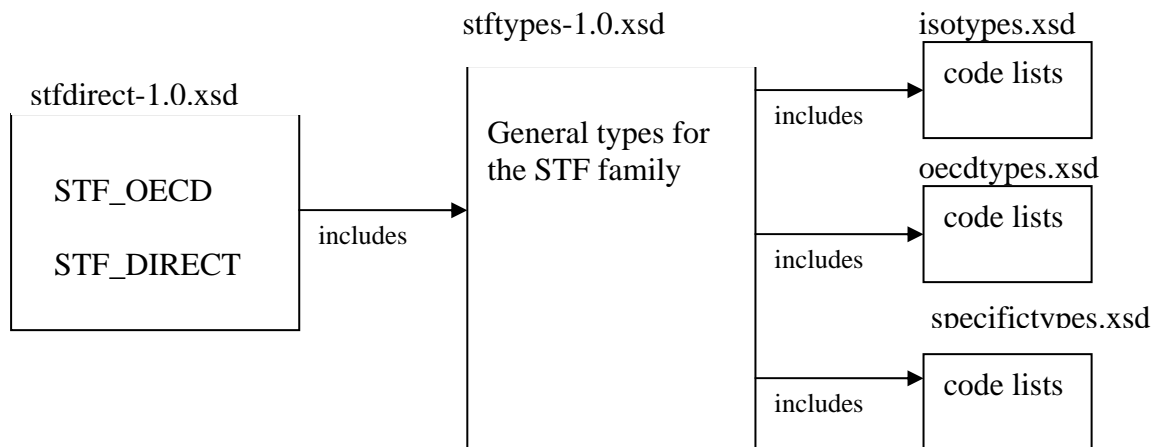 stftypes-1.0.xsd
isotypes.xsd
stfdirect-1.0.xsd
code lists
includes
General types for
the STF family
oecdtypes.xsd
STF_OECD
code lists
includes
includes
STF_DIRECT
specifictypes.xsd
code lists
includes